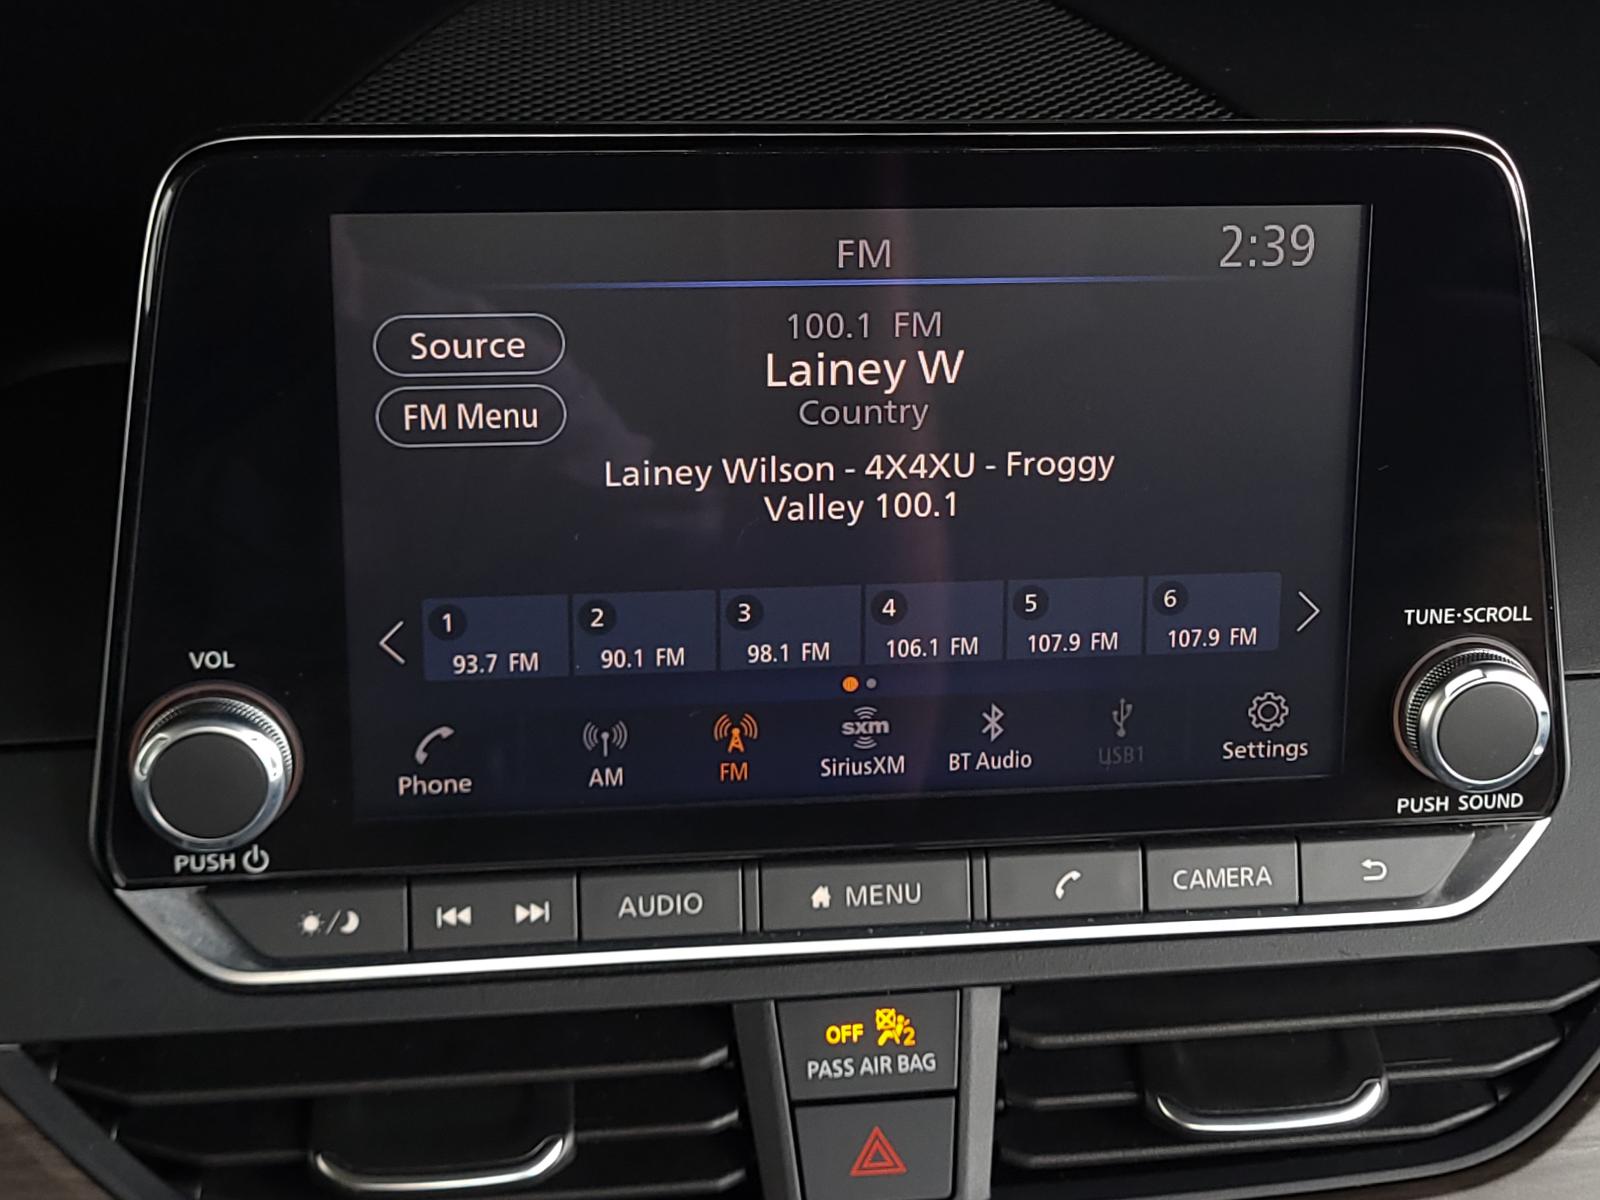 FM
2:39
Source
100.1 FM
Lainey W
FM Menu
Country
Lainey Wilson - 4X4XU - Froggy
Valley 100.1
1
93.7 FM
2
90.1 FM
3
98.1 FM
4
106.1 FM
5
107.9 FM
6
107.9 FM
Phone
AM
FM
sxm
SiriusXM
BT Audio
USB1
Settings
VOL
PUSH
TUNE·SCROLL
PUSH SOUND
AUDIO
MENU
CAMERA
OFF 2
PASS AIR BAG